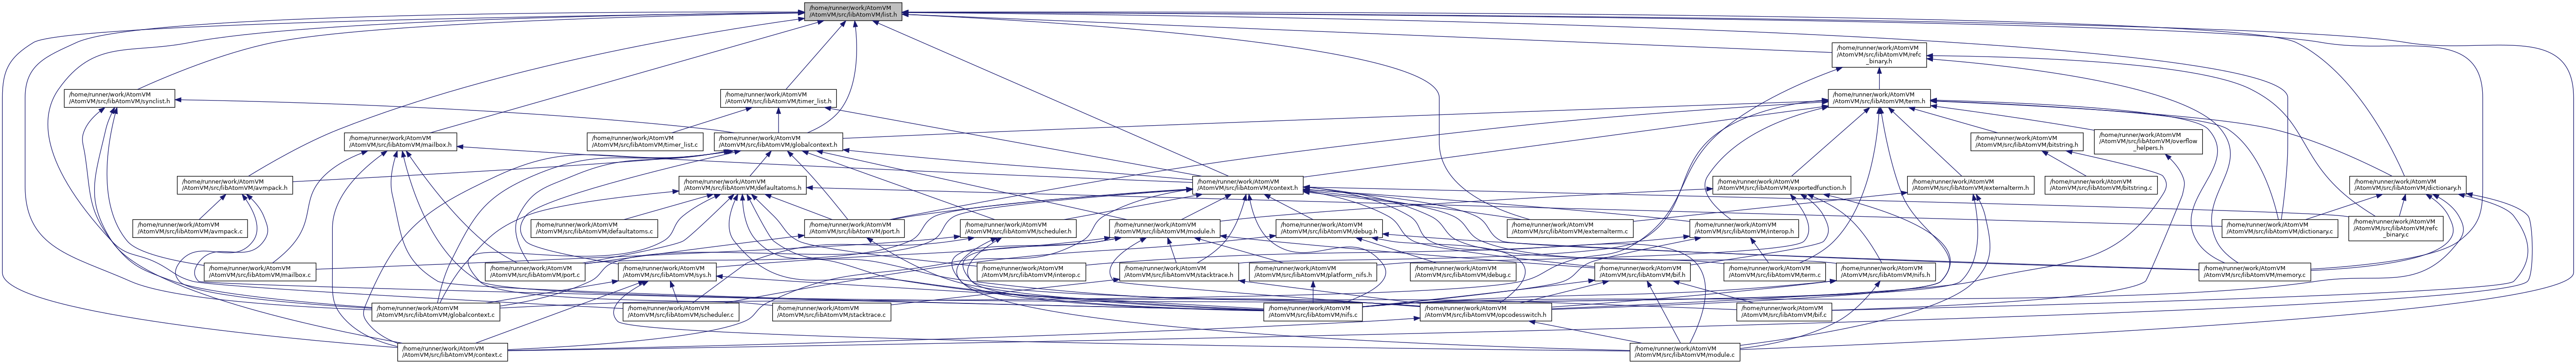 /home/runner/work/AtomVM
/AtomVM/src/libAtomVM/list.h
/home/runner/work/AtomVM
/AtomVM/src/libAtomVM/refc
_binary.h
/home/runner/work/AtomVM
/AtomVM/src/libAtomVM/synclist.h
/home/runner/work/AtomVM
/AtomVM/src/libAtomVM/timer_list.h
/home/runner/work/AtomVM
/AtomVM/src/libAtomVM/term.h
/home/runner/work/AtomVM
/AtomVM/src/libAtomVM/mailbox.h
/home/runner/work/AtomVM
/AtomVM/src/libAtomVM/timer_list.c
/home/runner/work/AtomVM
/AtomVM/src/libAtomVM/globalcontext.h
/home/runner/work/AtomVM
/AtomVM/src/libAtomVM/bitstring.h
/home/runner/work/AtomVM
/AtomVM/src/libAtomVM/overflow
_helpers.h
/home/runner/work/AtomVM
/AtomVM/src/libAtomVM/avmpack.h
/home/runner/work/AtomVM
/AtomVM/src/libAtomVM/defaultatoms.h
/home/runner/work/AtomVM
/AtomVM/src/libAtomVM/context.h
/home/runner/work/AtomVM
/AtomVM/src/libAtomVM/exportedfunction.h
/home/runner/work/AtomVM
/AtomVM/src/libAtomVM/externalterm.h
/home/runner/work/AtomVM
/AtomVM/src/libAtomVM/bitstring.c
/home/runner/work/AtomVM
/AtomVM/src/libAtomVM/dictionary.h
/home/runner/work/AtomVM
/AtomVM/src/libAtomVM/avmpack.c
/home/runner/work/AtomVM
/AtomVM/src/libAtomVM/defaultatoms.c
/home/runner/work/AtomVM
/AtomVM/src/libAtomVM/port.h
/home/runner/work/AtomVM
/AtomVM/src/libAtomVM/scheduler.h
/home/runner/work/AtomVM
/AtomVM/src/libAtomVM/module.h
/home/runner/work/AtomVM
/AtomVM/src/libAtomVM/debug.h
/home/runner/work/AtomVM
/AtomVM/src/libAtomVM/externalterm.c
/home/runner/work/AtomVM
/AtomVM/src/libAtomVM/interop.h
/home/runner/work/AtomVM
/AtomVM/src/libAtomVM/dictionary.c
/home/runner/work/AtomVM
/AtomVM/src/libAtomVM/refc
_binary.c
/home/runner/work/AtomVM
/AtomVM/src/libAtomVM/mailbox.c
/home/runner/work/AtomVM
/AtomVM/src/libAtomVM/port.c
/home/runner/work/AtomVM
/AtomVM/src/libAtomVM/sys.h
/home/runner/work/AtomVM
/AtomVM/src/libAtomVM/interop.c
/home/runner/work/AtomVM
/AtomVM/src/libAtomVM/stacktrace.h
/home/runner/work/AtomVM
/AtomVM/src/libAtomVM/platform_nifs.h
/home/runner/work/AtomVM
/AtomVM/src/libAtomVM/debug.c
/home/runner/work/AtomVM
/AtomVM/src/libAtomVM/bif.h
/home/runner/work/AtomVM
/AtomVM/src/libAtomVM/term.c
/home/runner/work/AtomVM
/AtomVM/src/libAtomVM/nifs.h
/home/runner/work/AtomVM
/AtomVM/src/libAtomVM/memory.c
/home/runner/work/AtomVM
/AtomVM/src/libAtomVM/globalcontext.c
/home/runner/work/AtomVM
/AtomVM/src/libAtomVM/scheduler.c
/home/runner/work/AtomVM
/AtomVM/src/libAtomVM/stacktrace.c
/home/runner/work/AtomVM
/AtomVM/src/libAtomVM/nifs.c
/home/runner/work/AtomVM
/AtomVM/src/libAtomVM/opcodesswitch.h
/home/runner/work/AtomVM
/AtomVM/src/libAtomVM/bif.c
/home/runner/work/AtomVM
/AtomVM/src/libAtomVM/context.c
/home/runner/work/AtomVM
/AtomVM/src/libAtomVM/module.c